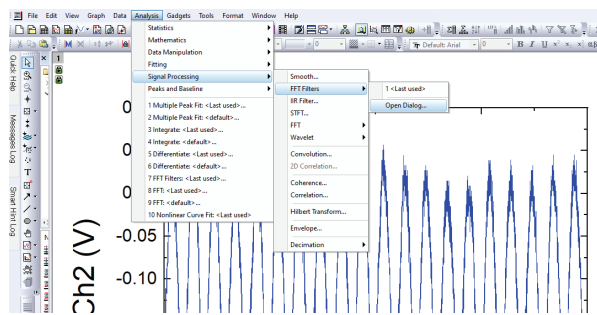 File Edit View Graph Data Analysis Gadgets Tools Format Window Help
Statistics
Mathematics
Data Manipulation
Fitting
Signal Processing
Peaks and Baseline
1 Multiple Peak Fit: <Last used>...
2 Multiple Peak Fit: <default>...
3 Integrate: <Last used>...
4 Integrate: <default>...
5 Differentiate: <Last used>...
6 Differentiate: <default>...
7 FFT Filters: <Last used>...
8 FFT: <Last used>...
9 FFT: <default>...
10 Nonlinear Curve Fit: <Last used>
Smooth...
FFT Filters
IIR Filter...
STFT...
FFT
Wavelet
Convolution...
2D Correlation...
Coherence...
Correlation...
Hilbert Transform...
Envelope...
Decimation
1 <Last used>
Open Dialog...
Default: Arial
0
B I U
Quick Help
Messages Log
Smart Hint Log
1
0
0
0
-0.05
-0.10
Ch2 (V)